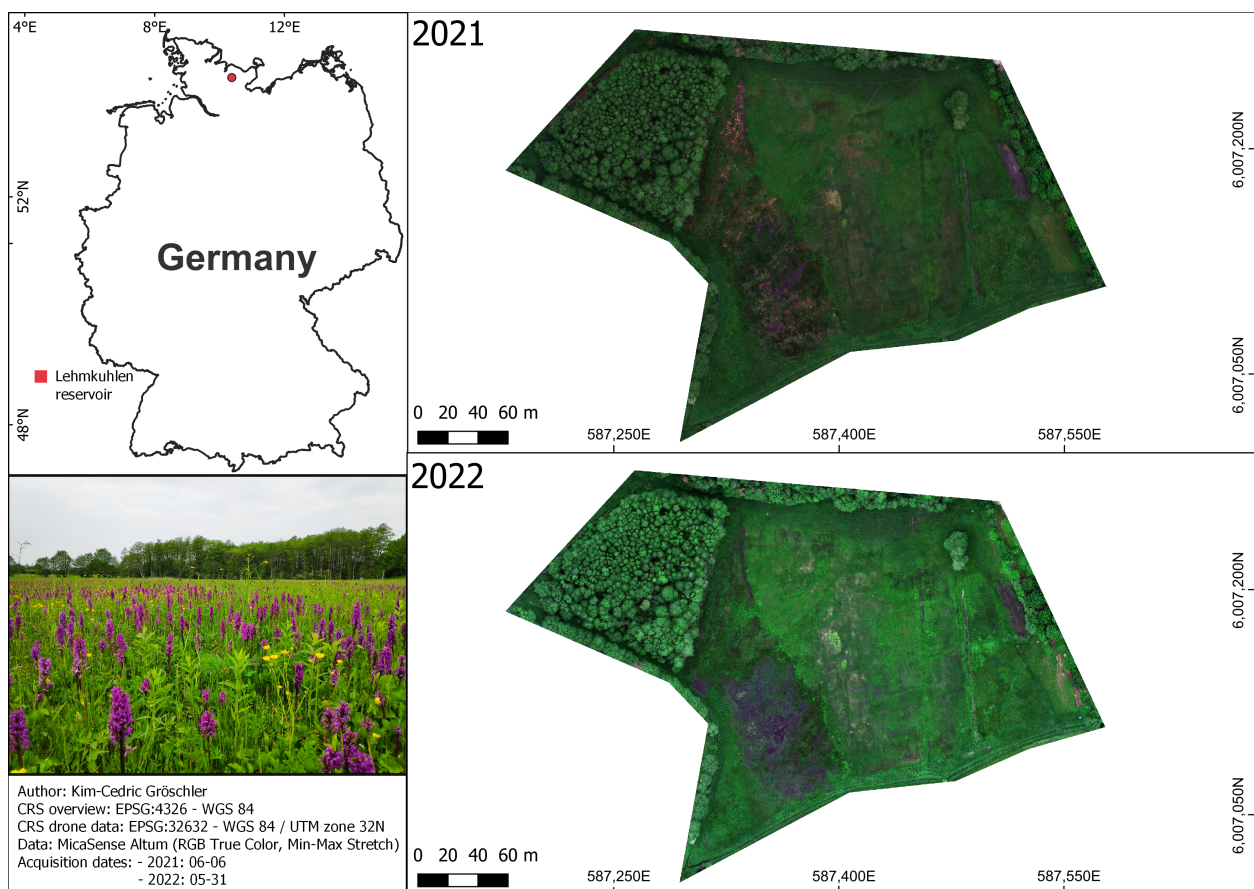 4°E 8°E 12°E
52°N
48°N
Germany
Lehmkuhlen
reservoir
2021
6,007,200N
6,007,050N
0 20 40 60 m
587,250E 587,400E 587,550E
2022
6,007,200N
6,007,050N
0 20 40 60 m
587,250E 587,400E 587,550E
Author: Kim-Cedric Gröschler
CRS overview: EPSG:4326 - WGS 84
CRS drone data: EPSG:32632 - WGS 84 / UTM zone 32N
Data: MicaSense Altum (RGB True Color, Min-Max Stretch)
Acquisition dates: - 2021: 06-06
- 2022: 05-31